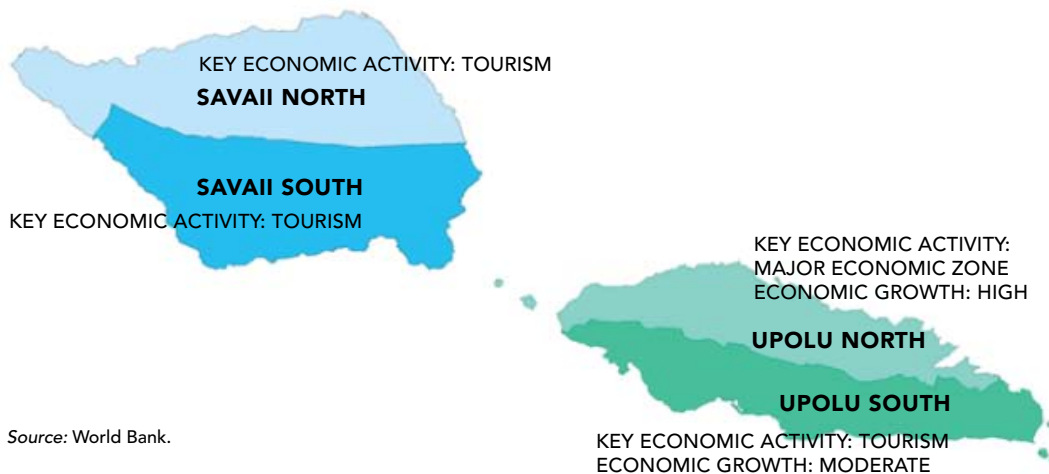 KEY ECONOMIC ACTIVITY: TOURISM
SAVAII NORTH
SAVAII SOUTH
KEY ECONOMIC ACTIVITY: TOURISM
KEY ECONOMIC ACTIVITY:
MAJOR ECONOMIC ZONE
ECONOMIC GROWTH: HIGH
UPOLU NORTH
UPOLU SOUTH
KEY ECONOMIC ACTIVITY: TOURISM
ECONOMIC GROWTH: MODERATE
Source: World Bank.